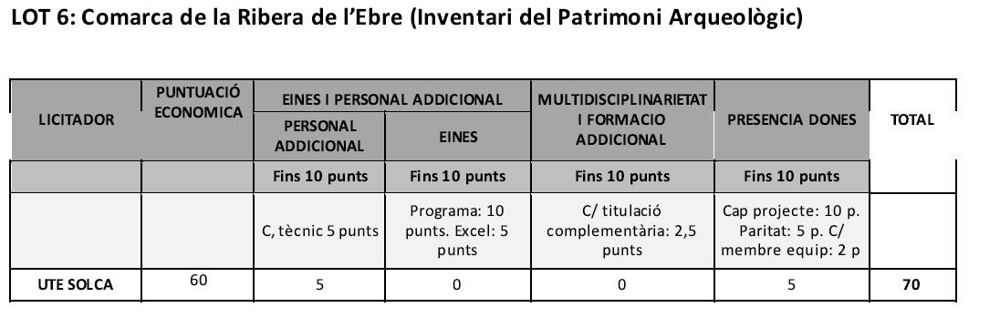 LOT 6: Comarca de la Ribera de l’Ebre (Inventari del Patrimoni Arqueològic)
LICITADOR
PUNTUACIÓ
ECONOMICA
EINES I PERSONAL ADDICIONAL
PERSONAL
ADDICIONAL
EINES
MULTIDISCIPLINARIETAT
I FORMACIO
ADDICIONAL
PRESENCIA DONES
TOTAL
Fins 10 punts
Fins 10 punts
Fins 10 punts
Fins 10 punts
C, tècnic 5 punts
Programa: 10
punts. Excel: 5
punts
C/ titulació
complementària: 2,5
punts
Cap projecte: 10 p.
Paritat: 5 p. C/
membre equip: 2 p
UTE SOLCA
60
5
0
0
5
70